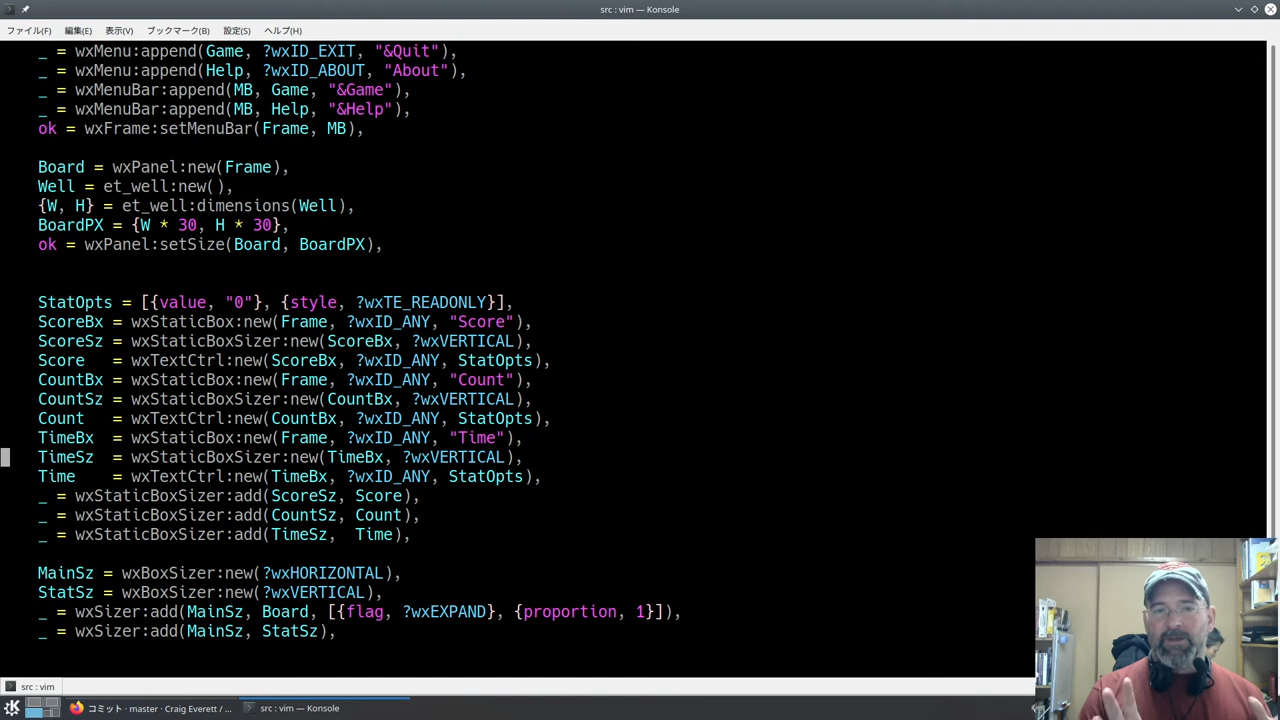 src : vim — Konsole
ファイル(F) 編集(E) 表示(V) ブックマーク(B) 設定(S) ヘルプ(H)
_ = wxMenu:append(Game, ?wxID_EXIT, "&Quit"),
_ = wxMenu:append(Help, ?wxID_ABOUT, "About"),
_ = wxMenuBar:append(MB, Game, "&Game"),
_ = wxMenuBar:append(MB, Help, "&Help"),
ok = wxFrame:setMenuBar(Frame, MB),
Board = wxPanel:new(Frame),
Well = et_well:new(),
{W, H} = et_well:dimensions(Well),
BoardPX = {W * 30, H * 30},
ok = wxPanel:setSize(Board, BoardPX),
StatOpts = [{value, "0"}, {style, ?wxTE_READONLY}],
ScoreBx = wxStaticBox:new(Frame, ?wxID_ANY, "Score"),
ScoreSz = wxStaticBoxSizer:new(ScoreBx, ?wxVERTICAL),
Score   = wxTextCtrl:new(ScoreBx, ?wxID_ANY, StatOpts),
CountBx = wxStaticBox:new(Frame, ?wxID_ANY, "Count"),
CountSz = wxStaticBoxSizer:new(CountBx, ?wxVERTICAL),
Count   = wxTextCtrl:new(CountBx, ?wxID_ANY, StatOpts),
TimeBx  = wxStaticBox:new(Frame, ?wxID_ANY, "Time"),
TimeSz  = wxStaticBoxSizer:new(TimeBx, ?wxVERTICAL),
Time    = wxTextCtrl:new(TimeBx, ?wxID_ANY, StatOpts),
_ = wxStaticBoxSizer:add(ScoreSz, Score),
_ = wxStaticBoxSizer:add(CountSz, Count),
_ = wxStaticBoxSizer:add(TimeSz,  Time),
MainSz = wxBoxSizer:new(?wxHORIZONTAL),
StatSz = wxBoxSizer:new(?wxVERTICAL),
_ = wxSizer:add(MainSz, Board, [{flag, ?wxEXPAND}, {proportion, 1}]),
_ = wxSizer:add(MainSz, StatSz),
src : vim
コミット · master · Craig Everett / ... src : vim — Konsole